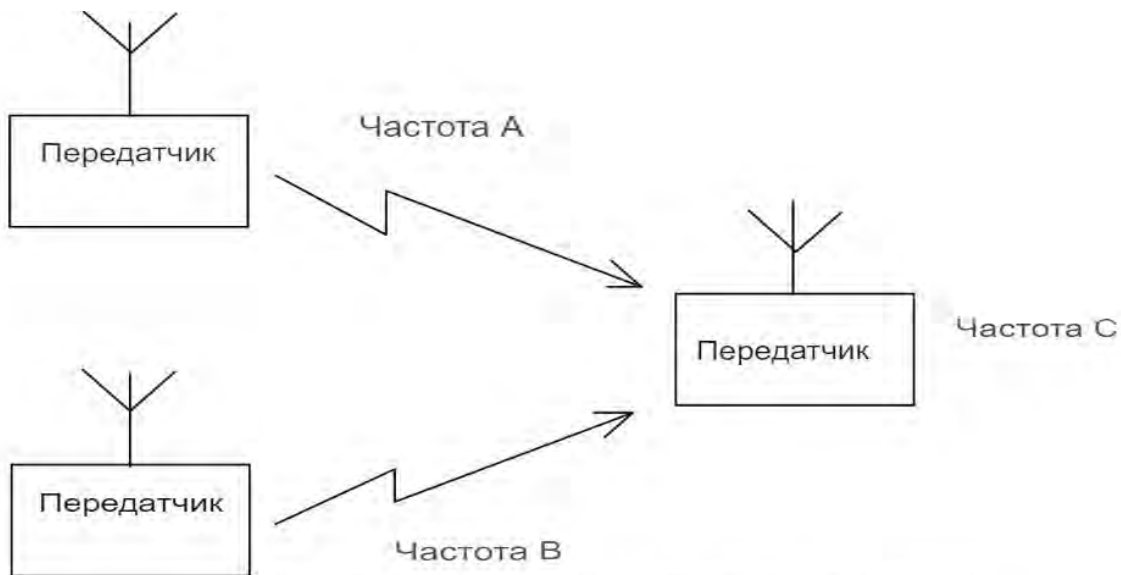 Частота А
Передатчик
Передатчик
Частота С
Передатчик
Частота В